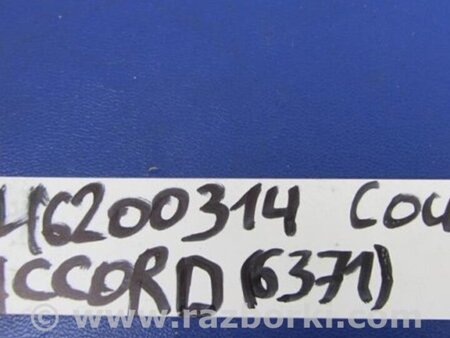 46200314 COU
ACCORD (6371)
© www.razborki.com